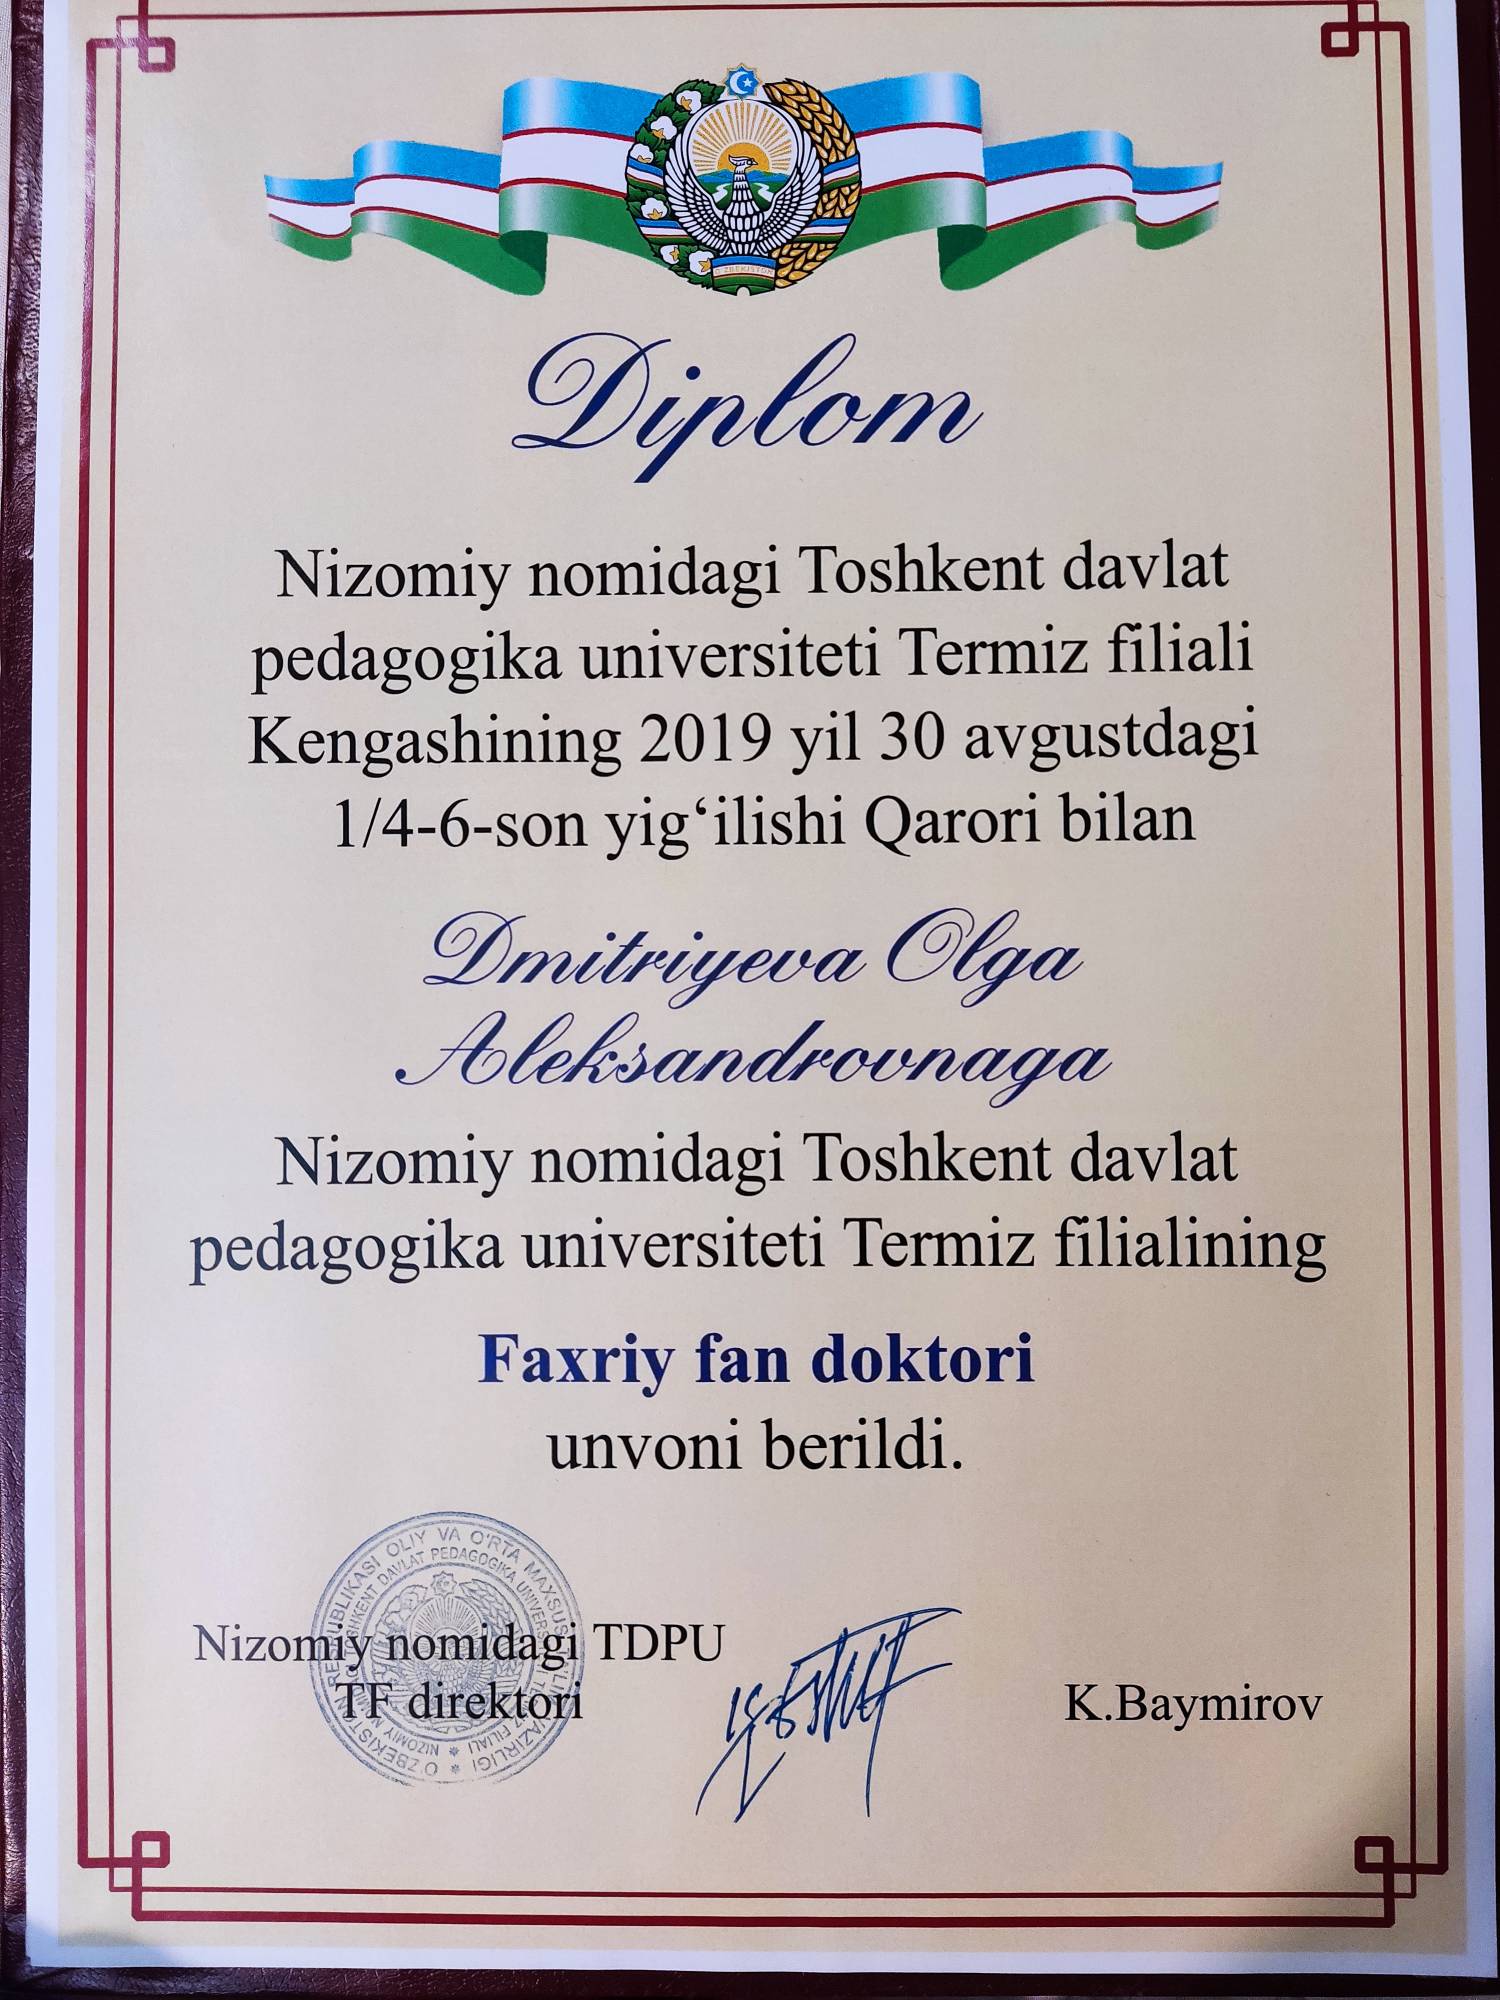 O'ZBEKISTON
Diplom
Nizomiy nomidagi Toshkent davlat
pedagogika universiteti Termiz filiali
Kengashining 2019 yil 30 avgustdagi
1/4-6-son yig‘ilishi Qarori bilan
Dmitriyeva Olga
Aleksandrovnaga
Nizomiy nomidagi Toshkent davlat
pedagogika universiteti Termiz filialining
Faxriy fan doktori
unvoni berildi.
Nizomiy nomidagi TDPU
TF direktori
K.Baymirov